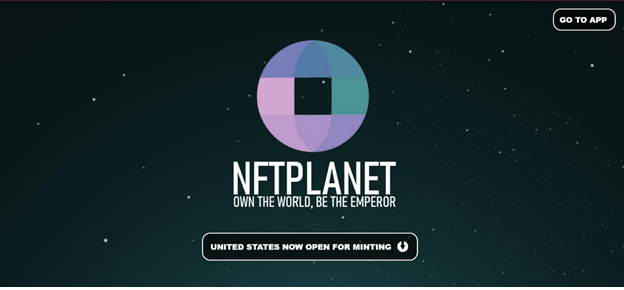 GO TO APP
NFTPLANET
OWN THE WORLD, BE THE EMPEROR
UNITED STATES NOW OPEN FOR MINTING